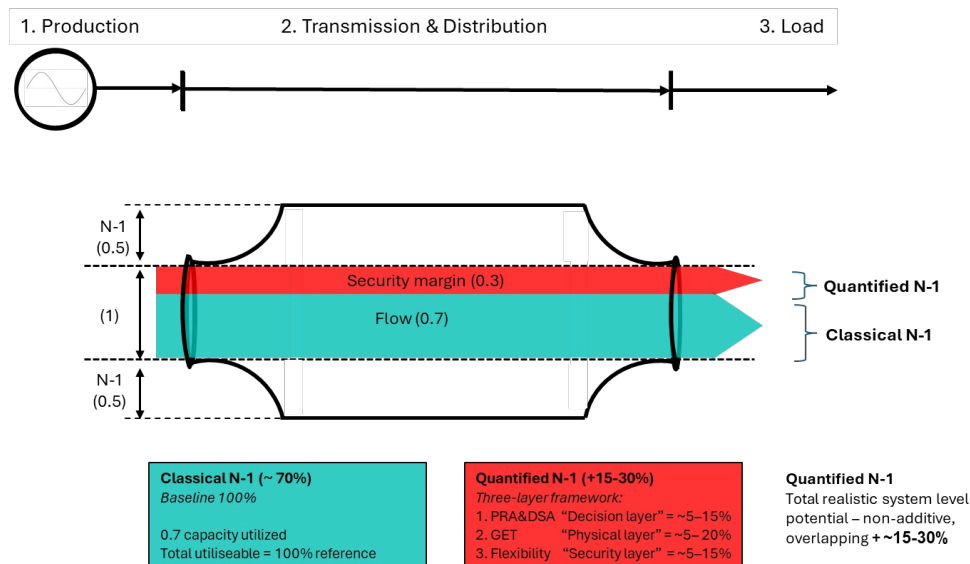 1. Production 2. Transmission & Distribution 3. Load
N-1
(0.5)
Security margin (0.3)
Quantified N-1
(1)
Flow (0.7)
Classical N-1
N-1
(0.5)
Classical N-1 (~ 70%)
Baseline 100%
0.7 capacity utilized
Total utiliseable = 100% reference
Quantified N-1 (+15-30%)
Three-layer framework:
1. PRA&DSA “Decision layer” = ~5–15%
2. GET “Physical layer” = ~5– 20%
3. Flexibility “Security layer” = ~5–15%
Quantified N-1
Total realistic system level
potential – non-additive,
overlapping + ~15-30%